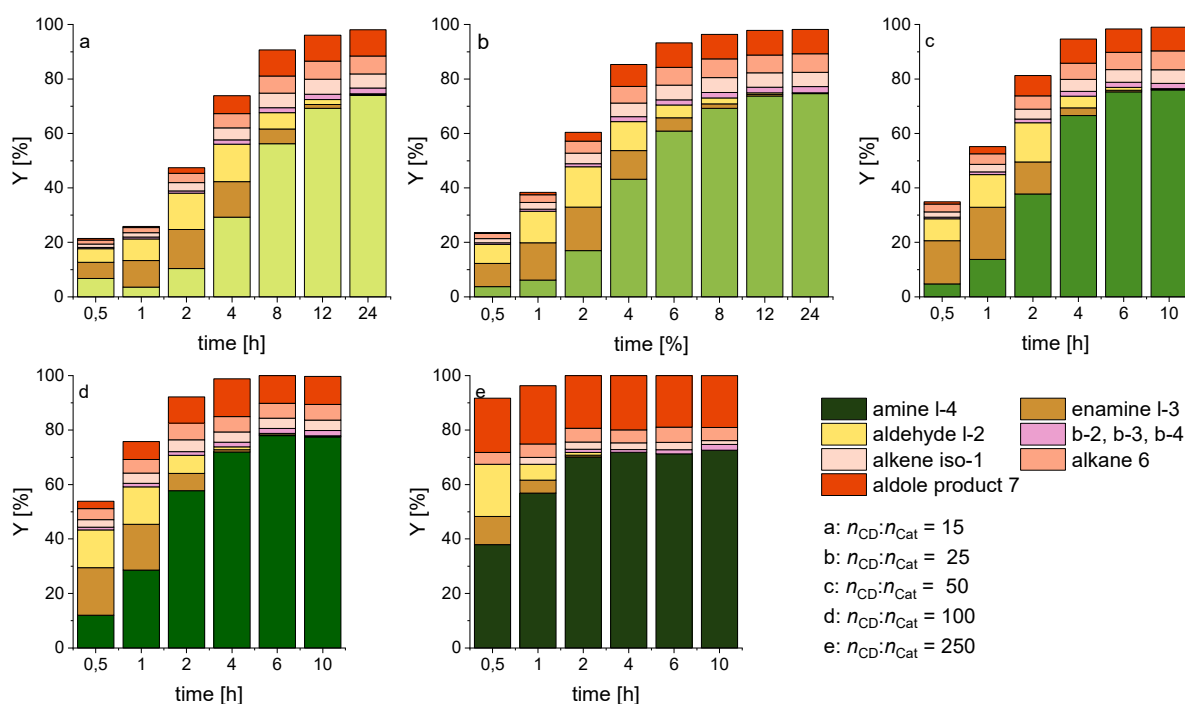 a
Y [%]
100
80
60
40
20
0
0,5 1 2 4 8 12 24
time [h]
b
Y [%]
100
80
60
40
20
0
0,5 1 2 4 6 8 12 24
time [%]
c
Y [%]
100
80
60
40
20
0
0,5 1 2 4 6 10
time [h]
d
Y [%]
100
80
60
40
20
0
0,5 1 2 4 6 10
time [h]
e
Y [%]
100
80
60
40
20
0
0,5 1 2 4 6 10
time [h]
amine l-4 enamine l-3
aldehyde l-2 b-2, b-3, b-4
alkene iso-1 alkane 6
aldole product 7
a: nCD:nCat = 15
b: nCD:nCat = 25
c: nCD:nCat = 50
d: nCD:nCat = 100
e: nCD:nCat = 250